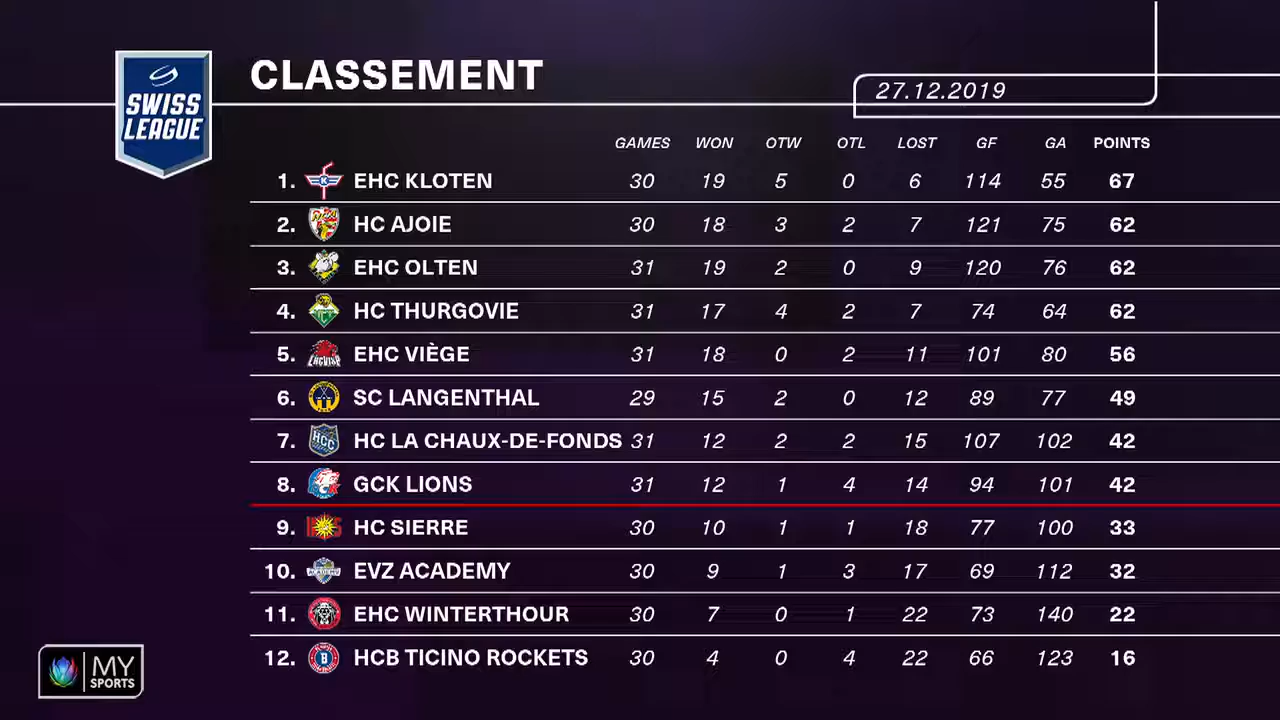 CLASSEMENT
27.12.2019
SWISS
LEAGUE
GAMES WON OTW OTL LOST GF GA POINTS
1. EHC KLOTEN 30 19 5 0 6 114 55 67
2. HC AJOIE 30 18 3 2 7 121 75 62
3. EHC OLTEN 31 19 2 0 9 120 76 62
4. HC THURGOVIE 31 17 4 2 7 74 64 62
5. EHC VIÈGE 31 18 0 2 11 101 80 56
6. SC LANGENTHAL 29 15 2 0 12 89 77 49
7. HC LA CHAUX-DE-FONDS 31 12 2 2 15 107 102 42
8. GCK LIONS 31 12 1 4 14 94 101 42
9. HC SIERRE 30 10 1 1 18 77 100 33
10. EVZ ACADEMY 30 9 1 3 17 69 112 32
11. EHC WINTERTHOUR 30 7 0 1 22 73 140 22
12. HCB TICINO ROCKETS 30 4 0 4 22 66 123 16
MY
SPORTS